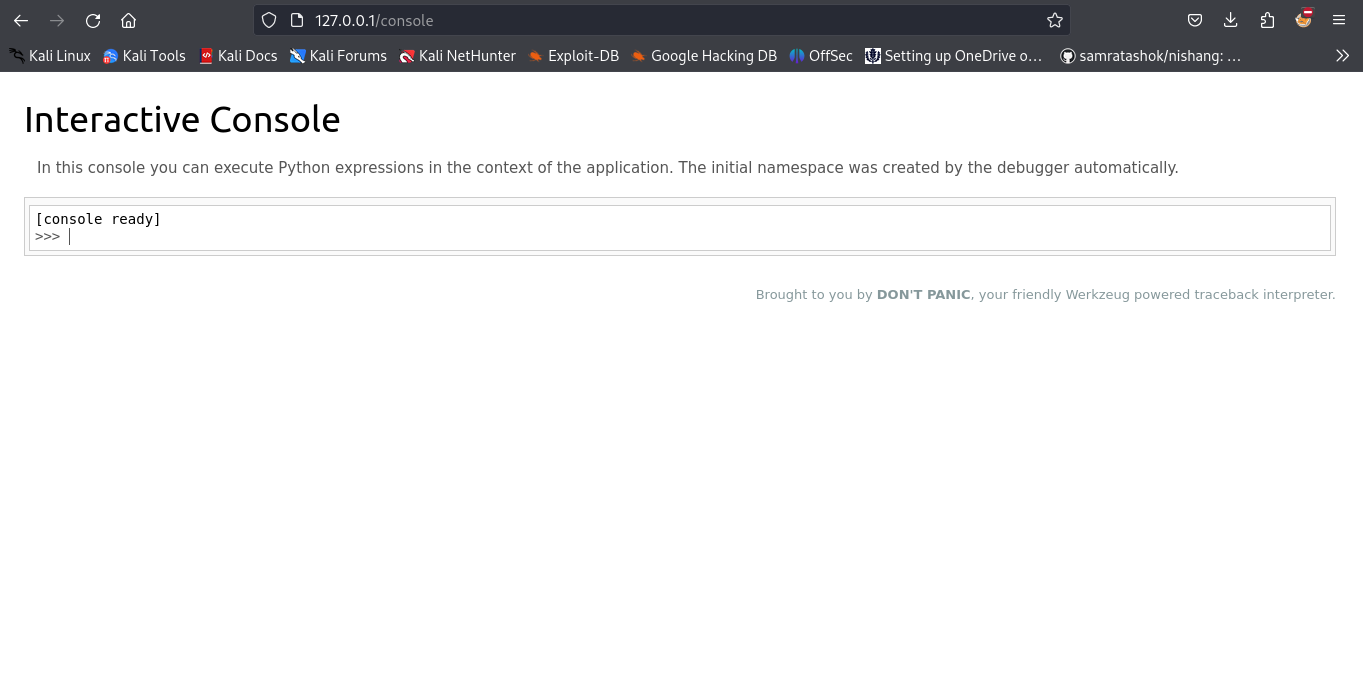 127.0.0.1/console
Kali Linux Kali Tools Kali Docs Kali Forums Kali NetHunter Exploit-DB Google Hacking DB OffSec Setting up OneDrive o... samratashok/nishang: ...
Interactive Console
In this console you can execute Python expressions in the context of the application. The initial namespace was created by the debugger automatically.
[console ready]
>>>
Brought to you by DON'T PANIC, your friendly Werkzeug powered traceback interpreter.